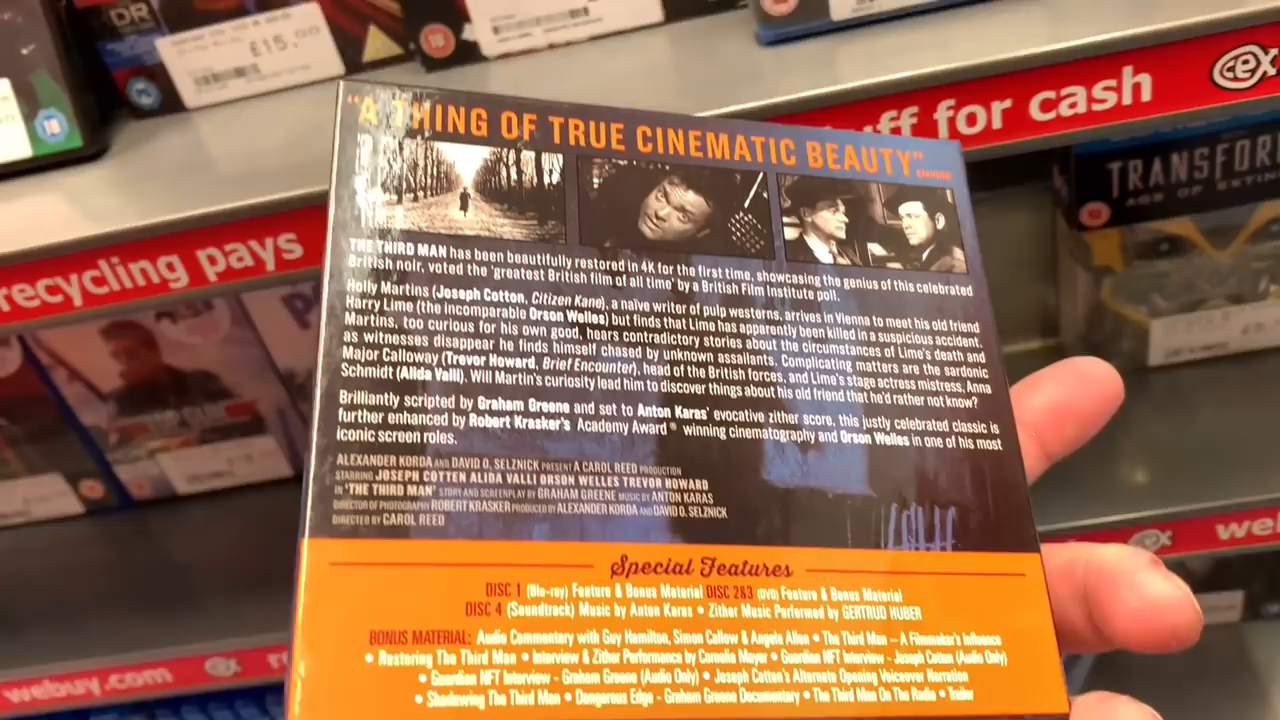 DR
£15.00
18
cex
stuff for cash
"A THING OF TRUE CINEMATIC BEAUTY"
EMPIRE
TRANSFOR
AGE OF EXTIN
recycling pays
THE THIRD MAN has been beautifully restored in 4K for the first time, showcasing the genius of this celebrated
British noir, voted the 'greatest British film of all time' by a British Film Institute poll.
Holly Martins (Joseph Cotton, Citizen Kane), a naïve writer of pulp westerns, arrives in Vienna to meet his old friend
Harry Lime (the incomparable Orson Welles) but finds that Lime has apparently been killed in a suspicious accident.
Martins, too curious for his own good, hears contradictory stories about the circumstances of Lime's death and
as witnesses disappear he finds himself chased by unknown assailants. Complicating matters are the sardonic
Major Calloway (Trevor Howard, Brief Encounter), head of the British forces, and Lime's stage actress mistress, Anna
Schmidt (Alida Valli). Will Martin's curiosity lead him to discover things about his old friend that he'd rather not know?
Brilliantly scripted by Graham Greene and set to Anton Karas' evocative zither score, this justly celebrated classic is
further enhanced by Robert Krasker's Academy Award® winning cinematography and Orson Welles in one of his most
iconic screen roles.
ALEXANDER KORDA AND DAVID O. SELZNICK PRESENT A CAROL REED PRODUCTION
STARRING JOSEPH COTTEN ALIDA VALLI ORSON WELLES TREVOR HOWARD
IN 'THE THIRD MAN' STORY AND SCREENPLAY BY GRAHAM GREENE MUSIC BY ANTON KARAS
DIRECTOR OF PHOTOGRAPHY ROBERT KRASKER PRODUCED BY ALEXANDER KORDA AND DAVID O. SELZNICK
DIRECTED BY CAROL REED
Special Features
DISC 1 (Blu-ray) Feature & Bonus Material DISC 2&3 (DVD) Feature & Bonus Material
DISC 4 (Soundtrack) Music by Anton Karas • Zither Music Performed by GERTRUD HUBER
BONUS MATERIAL: Audio Commentary with Guy Hamilton, Simon Callow & Angela Allen • The Third Man – A Filmmaker's Influence
• Restoring The Third Man • Interview & Zither Performance by Cornelia Mayer • Guardian NFT Interview - Joseph Cotten (Audio Only)
• Guardian NFT Interview - Graham Greene (Audio Only) • Joseph Cotten's Alternate Opening Voiceover Narration
• Shadowing The Third Man • Dangerous Edge - Graham Greene Documentary • The Third Man On The Radio • Trailer
webuy.com
cex
we